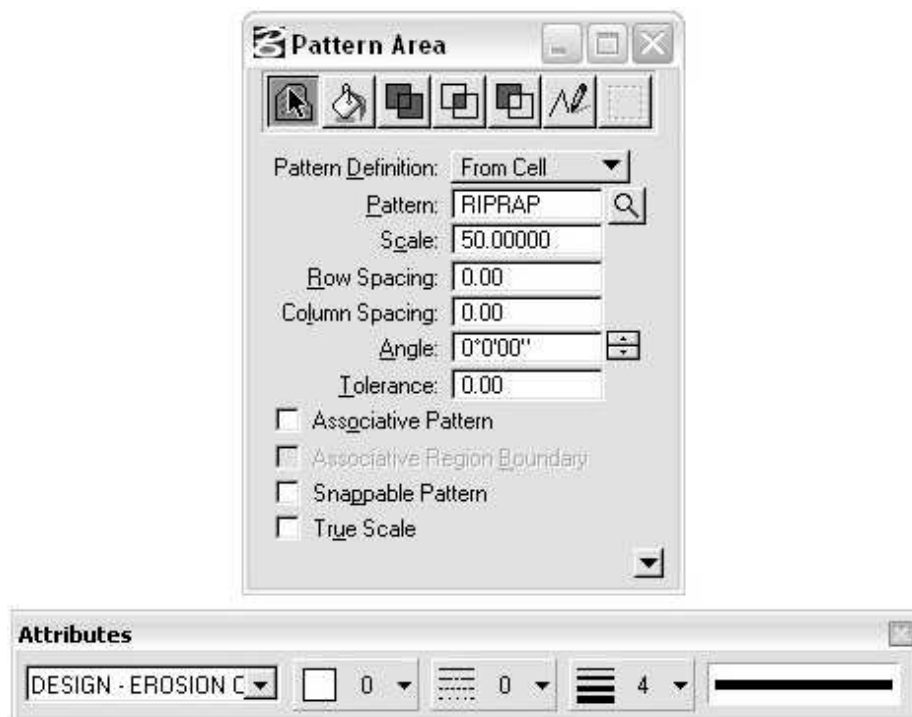 Pattern Area
Pattern Definition: From Cell
Pattern: RIPRAP
Scale: 50.00000
Row Spacing: 0.00
Column Spacing: 0.00
Angle: 0°0'00"
Tolerance: 0.00
Associative Pattern
Associative Region Boundary
Snappable Pattern
True Scale
Attributes
DESIGN - EROSION C 0 0 4